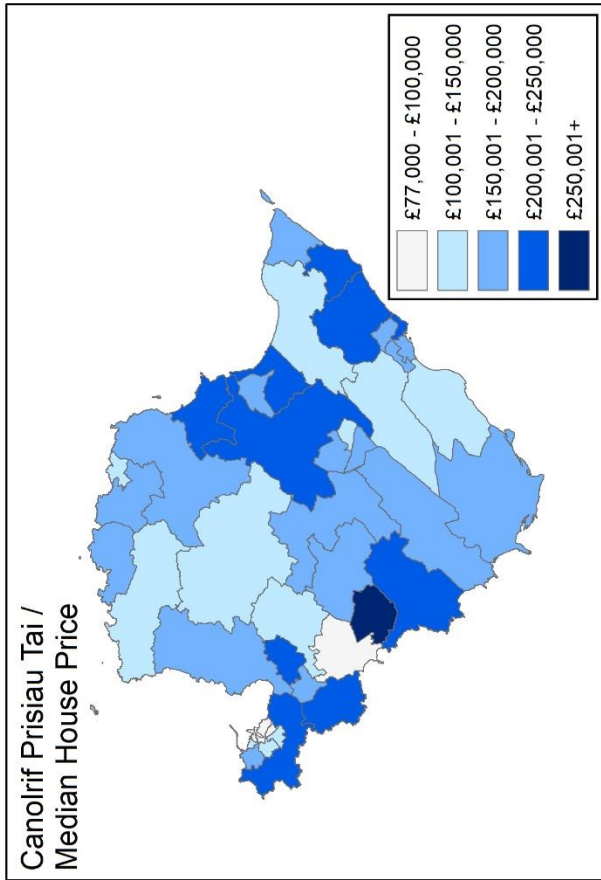 Canolrif Prisiau Tai /
Median House Price
£77,000 - £100,000
£100,001 - £150,000
£150,001 - £200,000
£200,001 - £250,000
£250,001+